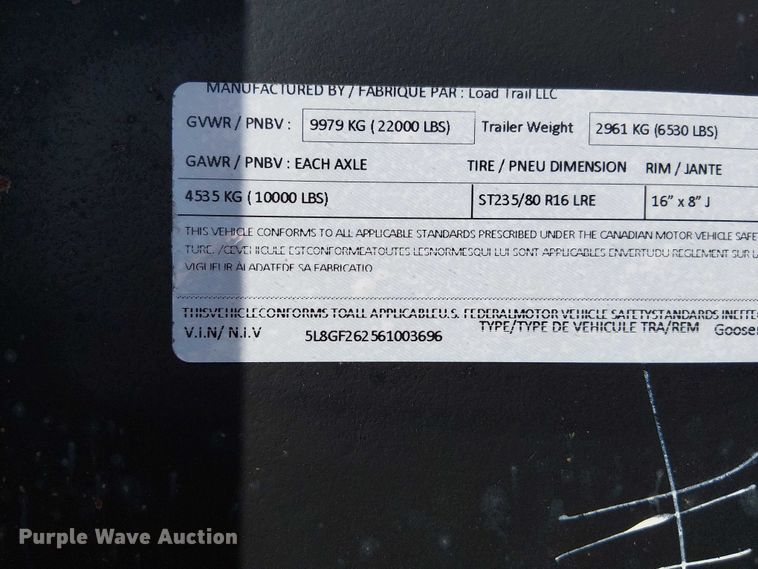 MANUFACTURED BY / FABRIQUE PAR : Load Trail LLC
GVWR / PNBV : 9979 KG ( 22000 LBS) Trailer Weight 2961 KG (6530 LBS)
GAWR / PNBV : EACH AXLE TIRE / PNEU DIMENSION RIM / JANTE
4535 KG ( 10000 LBS) ST235/80 R16 LRE 16" x 8" J
THIS VEHICLE CONFORMS TO ALL APPLICABLE STANDARDS PRESCRIBED UNDER THE CANADIAN MOTOR VEHICLE SAFE
TURE. /CEVEHICULE ESTCONFORMEATOUTES LESNORMESQUI LUI SONT APPLICABLES ENVERTUDU REGLEMENT SUR LA
VIGUEUR ALADATEDE SA FABRICATIO
THISVEHICLECONFORMS TOALL APPLICABLEU.S. FEDERALMOTOR VEHICLE SAFETYSTANDARDS INEFFE
V.I.N/ N.I.V 5L8GF262561003696 TYPE/TYPE DE VEHICULE TRA/REM Goose
Purple Wave Auction